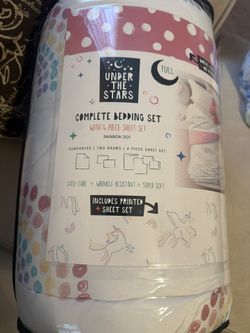 UNDER
THE
STARS
FULL
COMPLETE BEDDING SET
WITH 4 PIECE SHEET SET
RAINBOW DOT
COMFORTER | TWO SHAMS | 4 PIECE SHEET SET
EASY CARE + WRINKLE RESISTANT + SUPER SOFT
INCLUDES PRINTED
+ SHEET SET